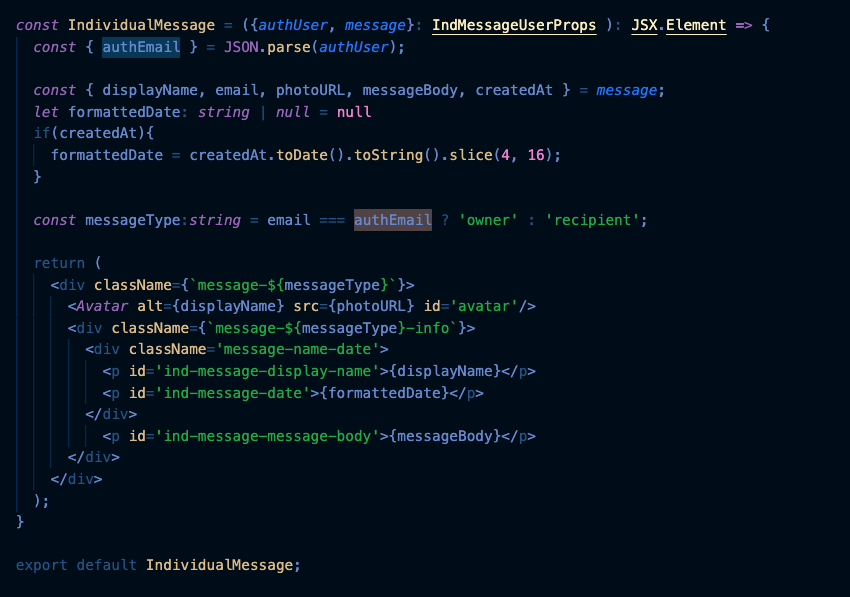 const IndividualMessage = ({authUser, message}: IndMessageUserProps ): JSX.Element => {
  const { authEmail } = JSON.parse(authUser);

  const { displayName, email, photoURL, messageBody, createdAt } = message;
  let formattedDate: string | null = null
  if(createdAt){
    formattedDate = createdAt.toDate().toString().slice(4, 16);
  }

  const messageType:string = email === authEmail ? 'owner' : 'recipient';

  return (
    <div className={`message-${messageType}`}>
      <Avatar alt={displayName} src={photoURL} id='avatar'/>
      <div className={`message-${messageType}-info`}>
        <div className='message-name-date'>
          <p id='ind-message-display-name'>{displayName}</p>
          <p id='ind-message-date'>{formattedDate}</p>
        </div>
          <p id='ind-message-message-body'>{messageBody}</p>
      </div>
    </div>
  );
}

export default IndividualMessage;